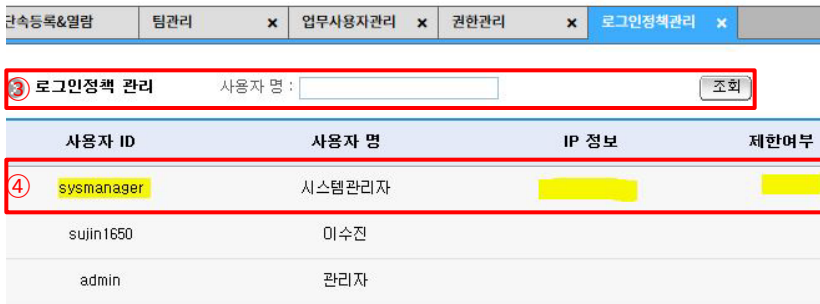 단속등록&열람 팀관리 × 업무사용자관리 × 권한관리 × 로그인정책관리 ×
③ 로그인정책 관리 사용자 명 : 조회
사용자 ID 사용자 명 IP 정보 제한여부
④ sysmanager 시스템관리자
sujin1650 이수진
admin 관리자